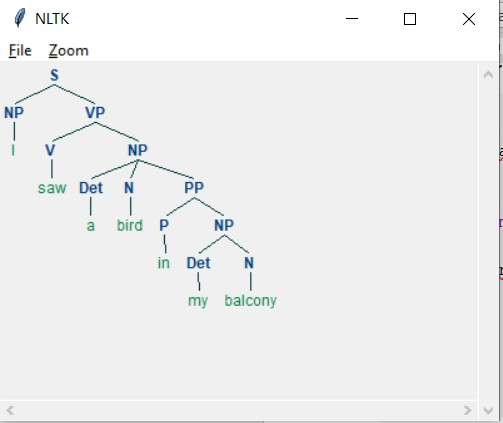 NLTK
File Zoom
S
NP VP
I V NP
saw Det N PP
a bird P NP
in Det N
my balcony